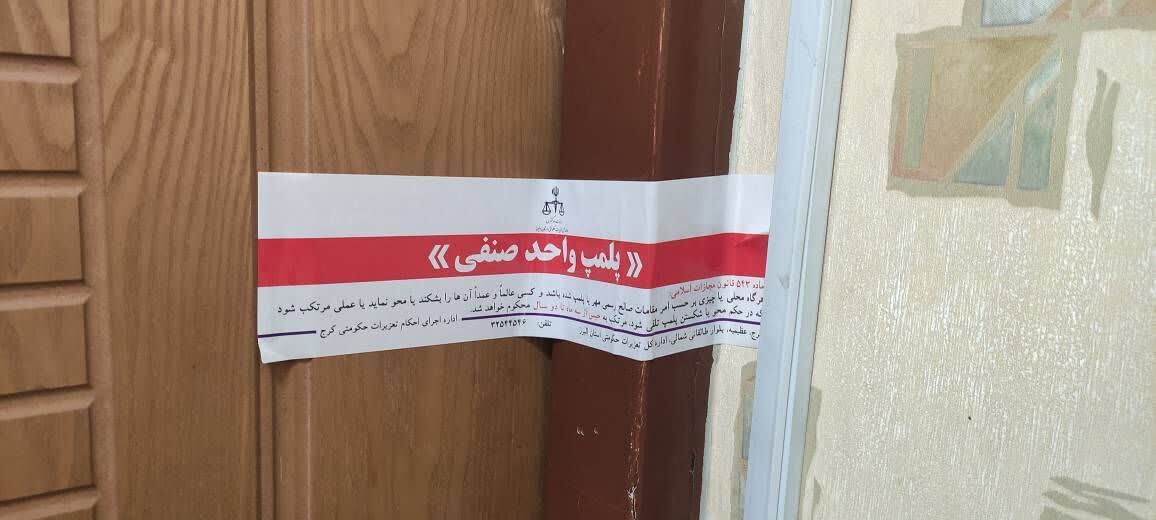 « پلمپ واحد صنفی »
ماده ۵۴۳ قانون مجازات اسلامی:
هرگاه محلی یا چیزی بر حسب امر مقامات صالح رسمی مهر یا پلمپ شده باشد و کسی عالماً و عمداً آن ها را بشکند یا محو نماید یا عملی مرتکب شود
که در حکم محو یا شکستن پلمپ تلقی شود، مرتکب به حبس از سه ماه تا دو سال محکوم خواهد شد.
کرج، عظیمیه، بلوار طالقانی شمالی، اداره کل تعزیرات حکومتی استان البرز تلفن: ۳۲۵۴۴۵۴۶ اداره اجرای احکام تعزیرات حکومتی کرج